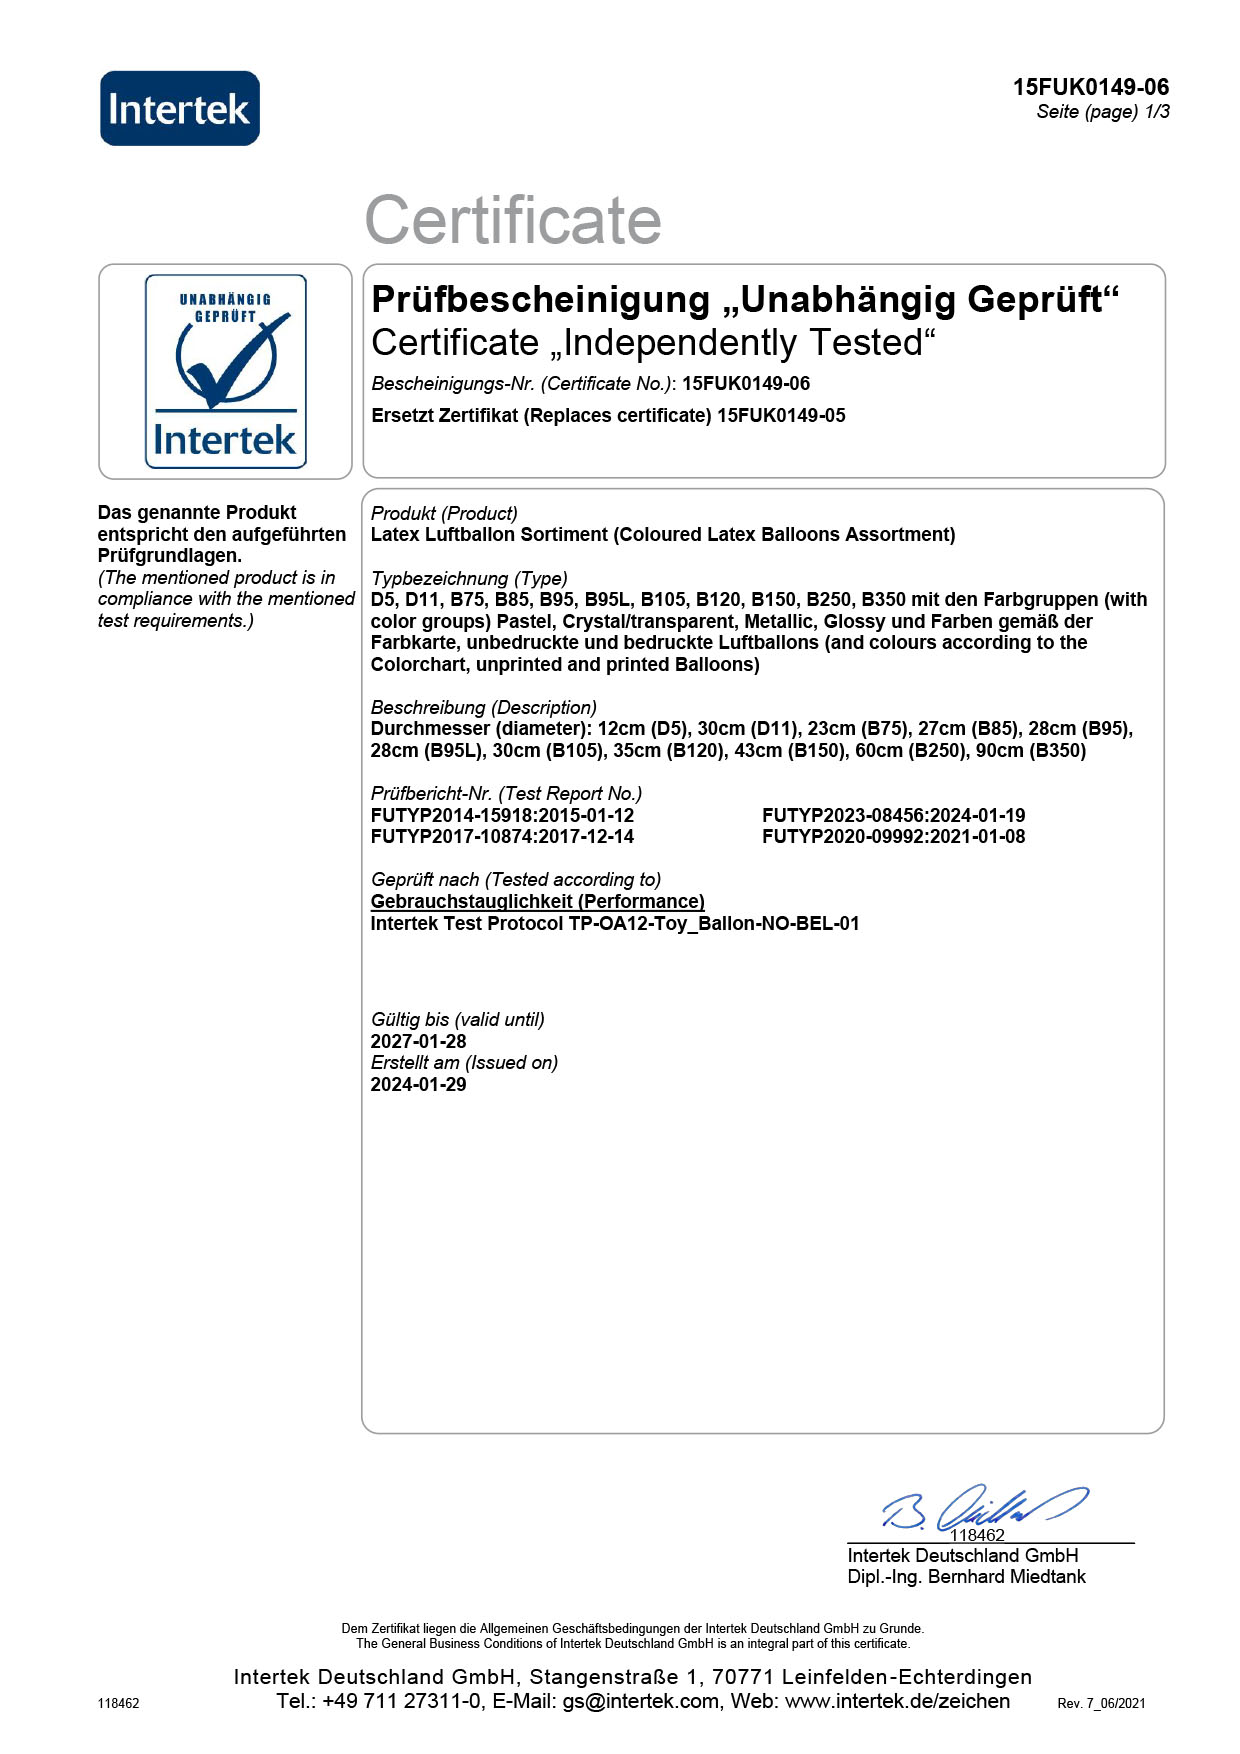 Intertek
15FUK0149-06
Seite (page) 1/3
Certificate
UNABHÄNGIG
GEPRÜFT
Intertek
Prüfbescheinigung „Unabhängig Geprüft“
Certificate „Independently Tested“
Bescheinigungs-Nr. (Certificate No.): 15FUK0149-06
Ersetzt Zertifikat (Replaces certificate) 15FUK0149-05
Das genannte Produkt
entspricht den aufgeführten
Prüfgrundlagen.
(The mentioned product is in
compliance with the mentioned
test requirements.)
Produkt (Product)
Latex Luftballon Sortiment (Coloured Latex Balloons Assortment)
Typbezeichnung (Type)
D5, D11, B75, B85, B95, B95L, B105, B120, B150, B250, B350 mit den Farbgruppen (with
color groups) Pastel, Crystal/transparent, Metallic, Glossy und Farben gemäß der
Farbkarte, unbedruckte und bedruckte Luftballons (and colours according to the
Colorchart, unprinted and printed Balloons)
Beschreibung (Description)
Durchmesser (diameter): 12cm (D5), 30cm (D11), 23cm (B75), 27cm (B85), 28cm (B95),
28cm (B95L), 30cm (B105), 35cm (B120), 43cm (B150), 60cm (B250), 90cm (B350)
Prüfbericht-Nr. (Test Report No.)
FUTYP2014-15918:2015-01-12 FUTYP2023-08456:2024-01-19
FUTYP2017-10874:2017-12-14 FUTYP2020-09992:2021-01-08
Geprüft nach (Tested according to)
Gebrauchstauglichkeit (Performance)
Intertek Test Protocol TP-OA12-Toy_Ballon-NO-BEL-01
Gültig bis (valid until)
2027-01-28
Erstellt am (Issued on)
2024-01-29
B.
118462
Intertek Deutschland GmbH
Dipl.-Ing. Bernhard Miedtank
Dem Zertifikat liegen die Allgemeinen Geschäftsbedingungen der Intertek Deutschland GmbH zu Grunde.
The General Business Conditions of Intertek Deutschland GmbH is an integral part of this certificate.
Intertek Deutschland GmbH, Stangenstraße 1, 70771 Leinfelden-Echterdingen
118462 Tel.: +49 711 27311-0, E-Mail: gs@intertek.com, Web: www.intertek.de/zeichen Rev. 7_06/2021